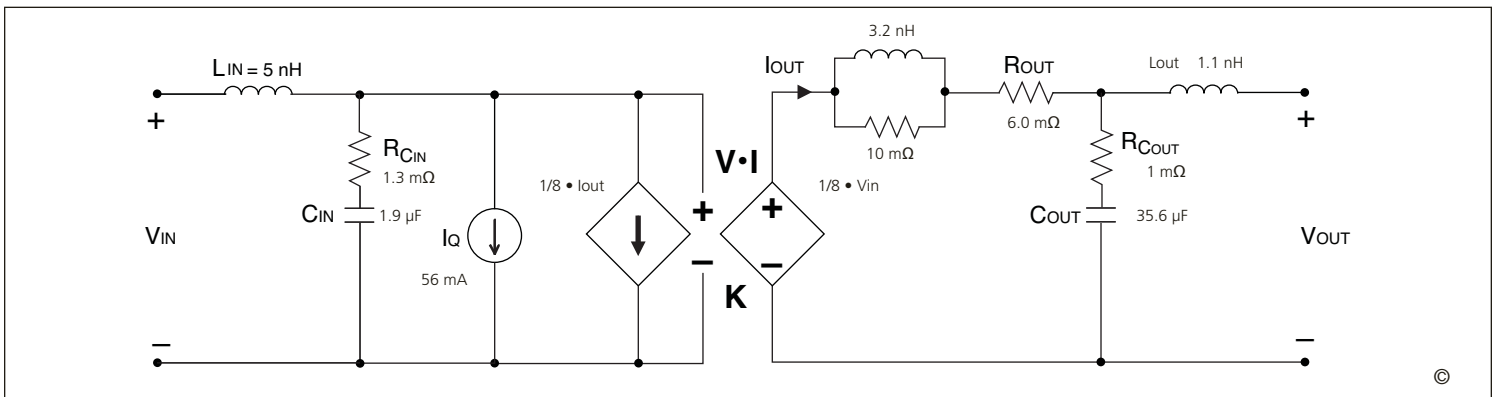 LIN = 5 nH
+
RCIN
1.3 mΩ
CIN
1.9 µF
VIN
IQ
56 mA
1/8 • Iout
+
–
V•I
K
+
–
1/8 • Vin
IOUT
3.2 nH
10 mΩ
ROUT
6.0 mΩ
Lout 1.1 nH
+
RCOUT
1 mΩ
COUT
35.6 µF
VOUT
–
–
©